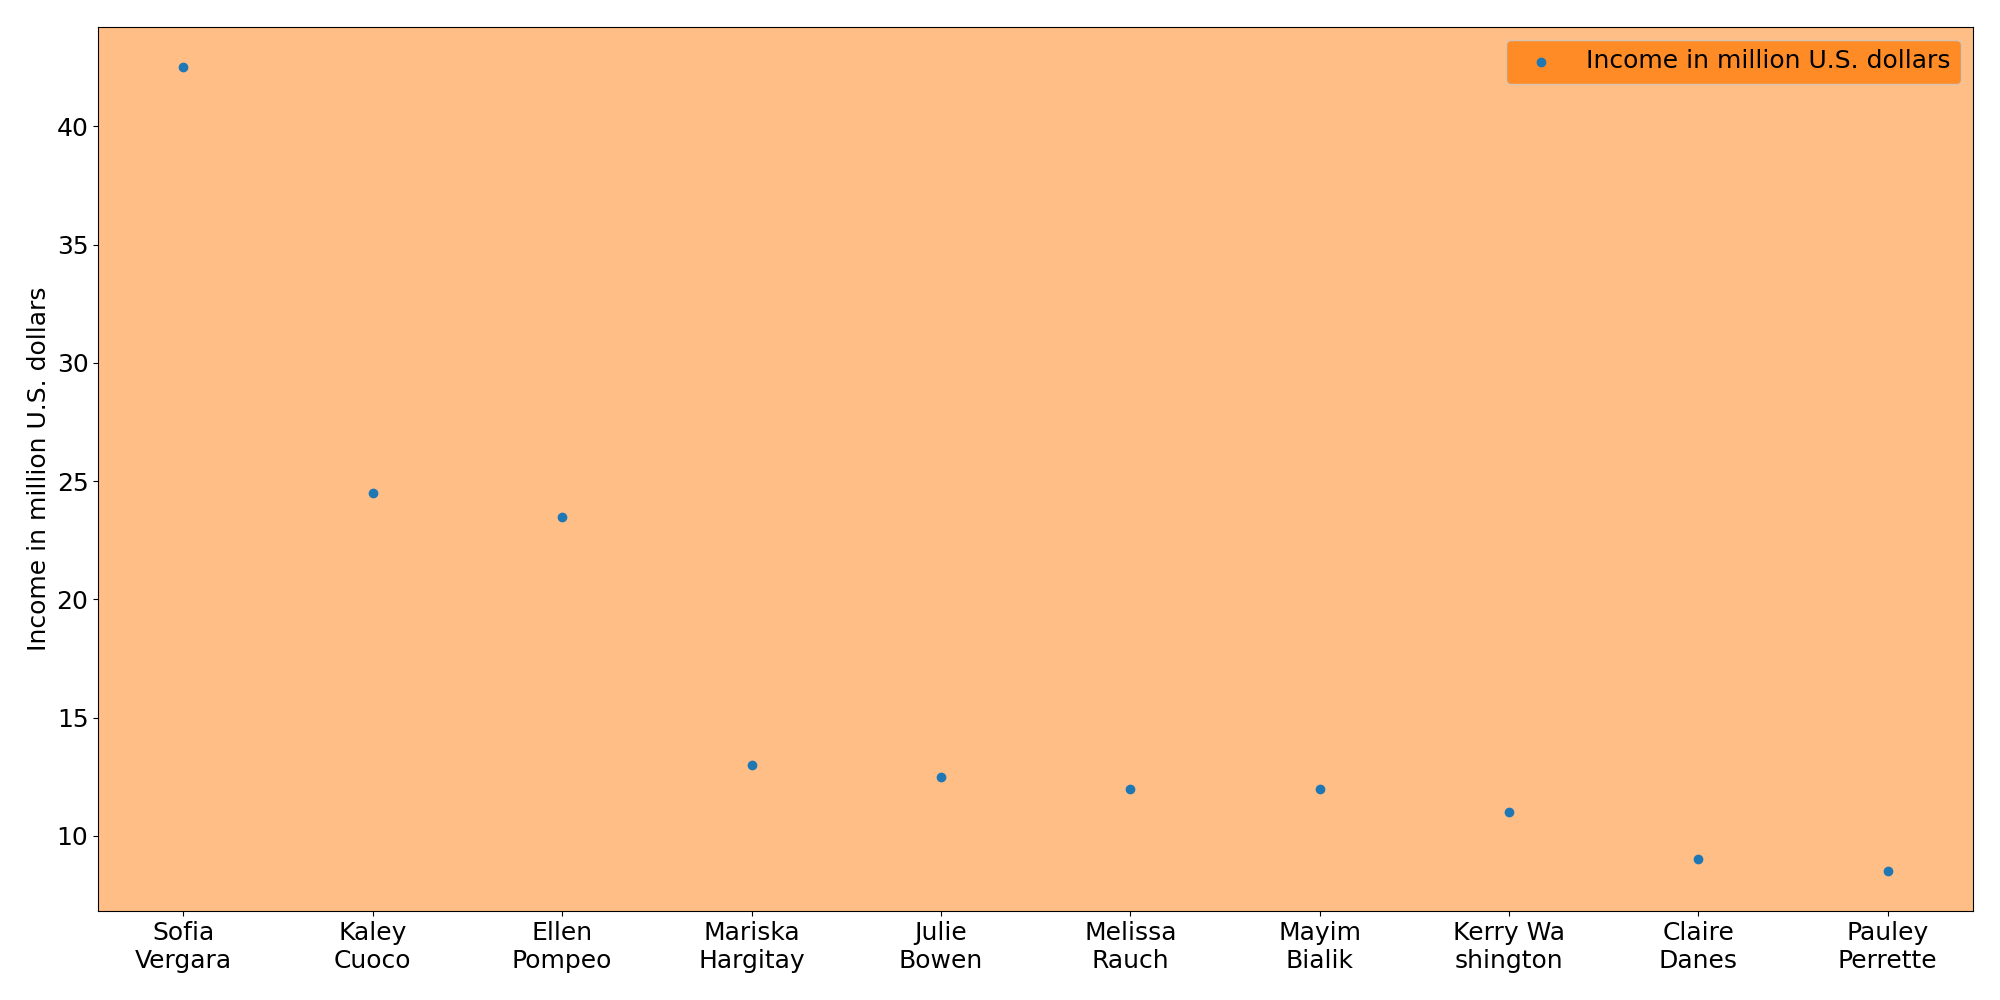 Income in million U.S. dollars
Income in million U.S. dollars
40
35
30
25
20
15
10
Sofia
Vergara
Kaley
Cuoco
Ellen
Pompeo
Mariska
Hargitay
Julie
Bowen
Melissa
Rauch
Mayim
Bialik
Kerry Wa
shington
Claire
Danes
Pauley
Perrette